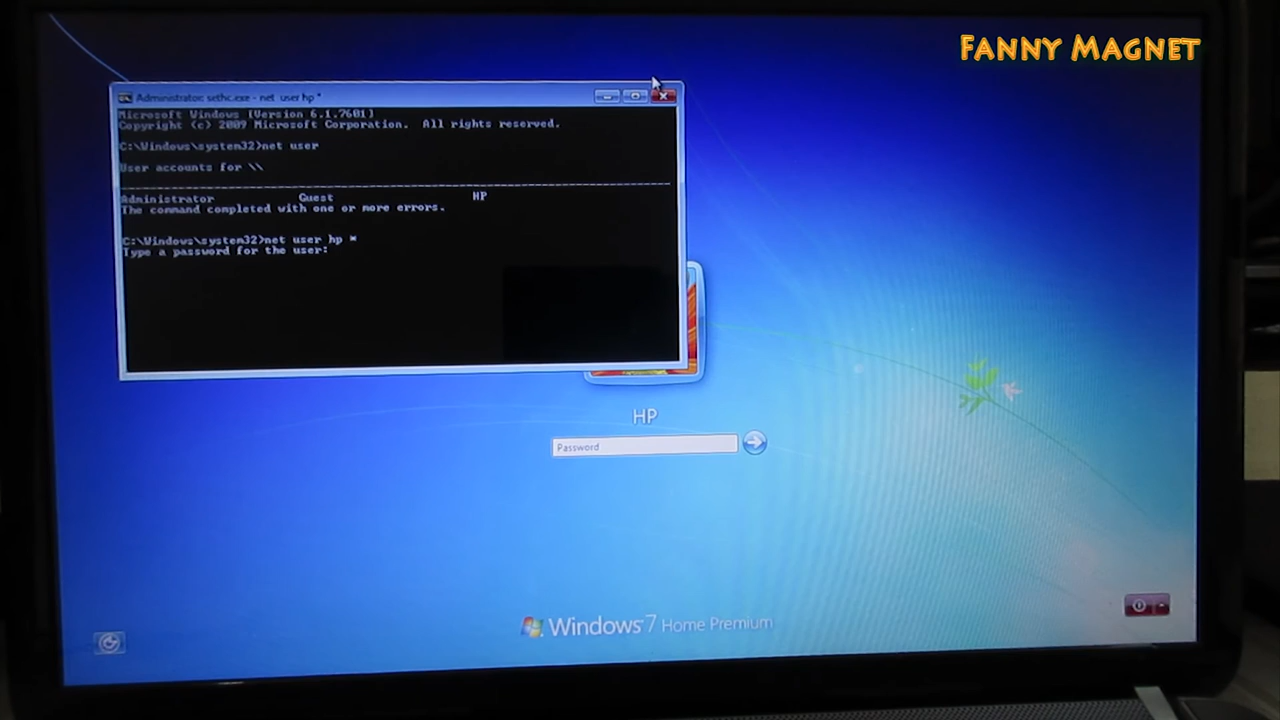 FANNY MAGNET
Administrator: sethc.exe - net user hp *
Microsoft Windows [Version 6.1.7601]
Copyright (c) 2009 Microsoft Corporation. All rights reserved.
C:\Windows\system32>net user
User accounts for \\
-------------------------------------------------------------------------------
Administrator Guest HP
The command completed with one or more errors.
C:\Windows\system32>net user hp *
Type a password for the user:
HP
Password
Windows 7 Home Premium